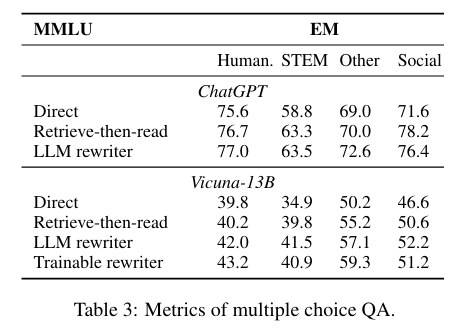 MMLU EM
Human. STEM Other Social
ChatGPT
Direct 75.6 58.8 69.0 71.6
Retrieve-then-read 76.7 63.3 70.0 78.2
LLM rewriter 77.0 63.5 72.6 76.4
Vicuna-13B
Direct 39.8 34.9 50.2 46.6
Retrieve-then-read 40.2 39.8 55.2 50.6
LLM rewriter 42.0 41.5 57.1 52.2
Trainable rewriter 43.2 40.9 59.3 51.2
Table 3: Metrics of multiple choice QA.